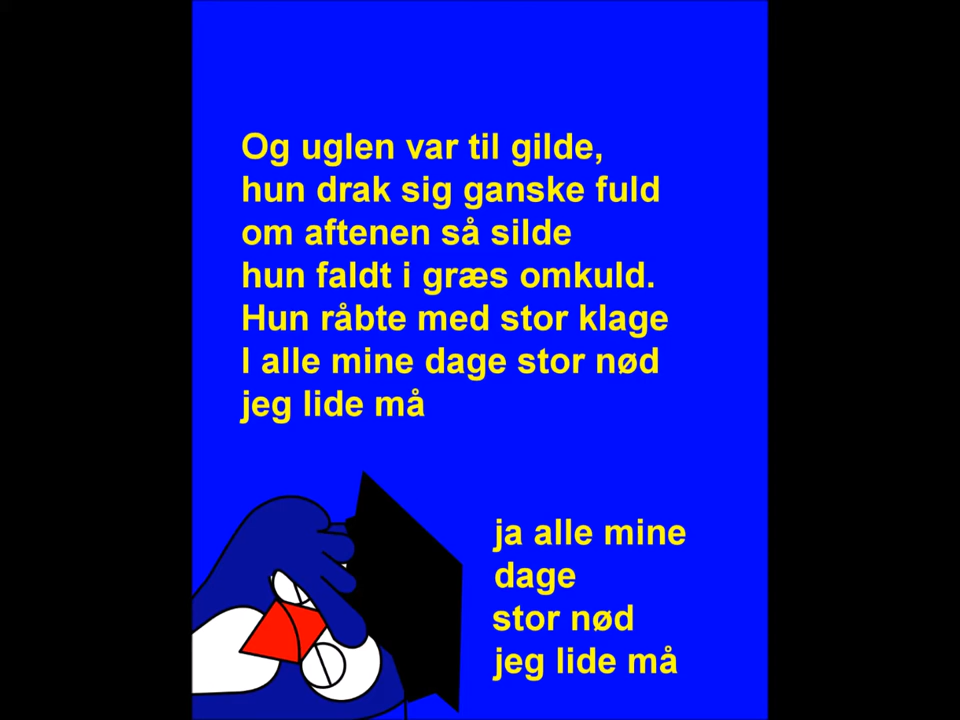 Og uglen var til gilde,
hun drak sig ganske fuld
om aftenen så silde
hun faldt i græs omkuld.
Hun råbte med stor klage
I alle mine dage stor nød
jeg lide må
ja alle mine
dage
stor nød
jeg lide må